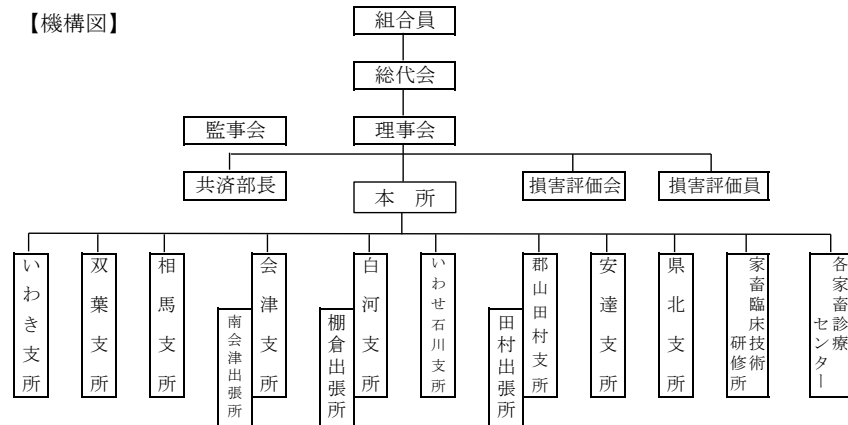 【機構図】
組合員
総代会
監事会
理事会
共済部長
本　所
損害評価会
損害評価員
いわき支所
双葉支所
相馬支所
会津支所
南会津出張所
白河支所
棚倉出張所
いわせ石川支所
郡山田村支所
田村出張所
安達支所
県北支所
家畜臨床技術
研修所
各家畜診療
センター